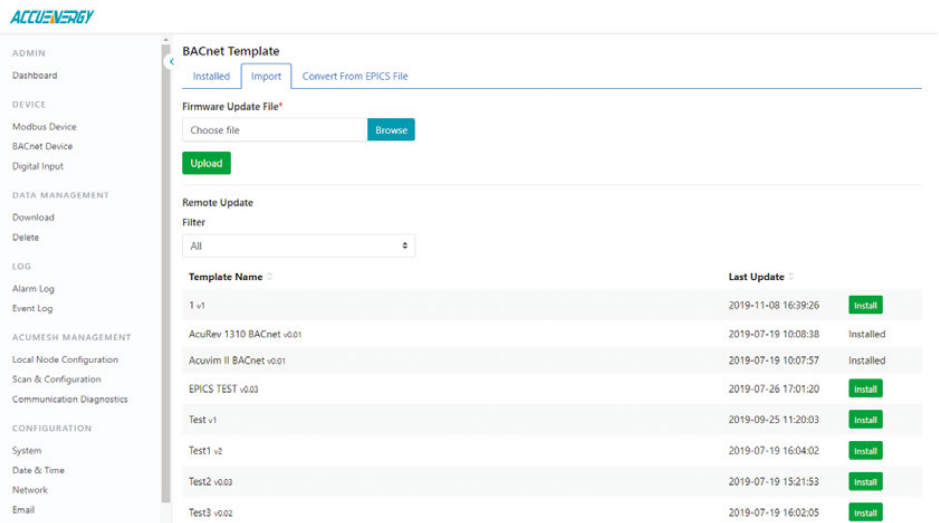 ACCUENERGY
ADMIN
Dashboard
DEVICE
Modbus Device
BACnet Device
Digital Input
DATA MANAGEMENT
Download
Delete
LOG
Alarm Log
Event Log
ACUMESH MANAGEMENT
Local Node Configuration
Scan & Configuration
Communication Diagnostics
CONFIGURATION
System
Date & Time
Network
Email
BACnet Template
Installed Import Convert From EPICS File
Firmware Update File*
Choose file Browse
Upload
Remote Update
Filter
All
Template Name Last Update
1 v1 2019-11-08 16:39:26 Install
AcuRev 1310 BACnet v0.01 2019-07-19 10:08:38 Installed
Acuvim II BACnet v0.01 2019-07-19 10:07:57 Installed
EPICS TEST v0.03 2019-07-26 17:01:20 Install
Test v1 2019-09-25 11:20:03 Install
Test1 v2 2019-07-19 16:04:02 Install
Test2 v0.03 2019-07-19 15:21:53 Install
Test3 v0.02 2019-07-19 16:02:05 Install